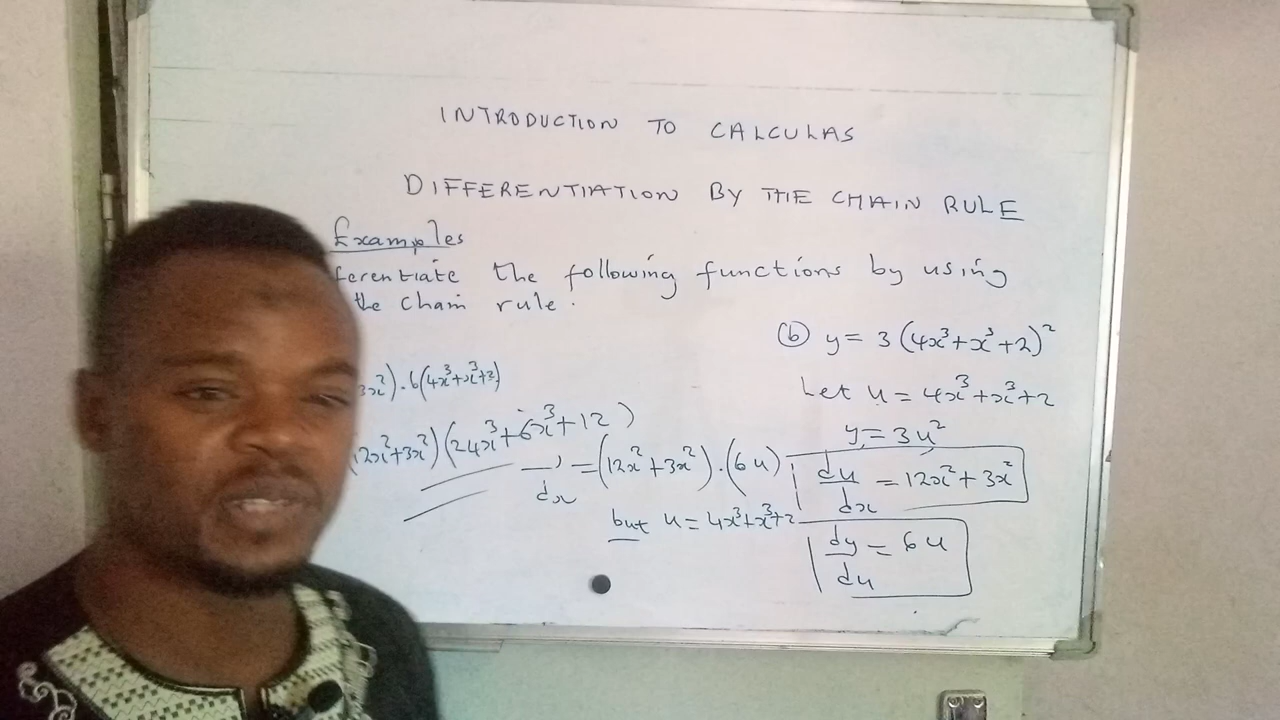 INTRODUCTION TO CALCULAS
DIFFERENTIATION BY THE CHAIN RULE
Examples
ferentiate the following functions by using
the chain rule.
(b) y = 3(4x³+x³+2)²
Let u = 4x³+x³+2
y = 3u²
du/dx = 12x²+3x²
dy/du = 6u
dx = (12x²+3x²).(6u)
but u = 4x³+x³+2
3x²).6(4x³+x³+2)
(12x²+3x²)(24x³+6x³+12)